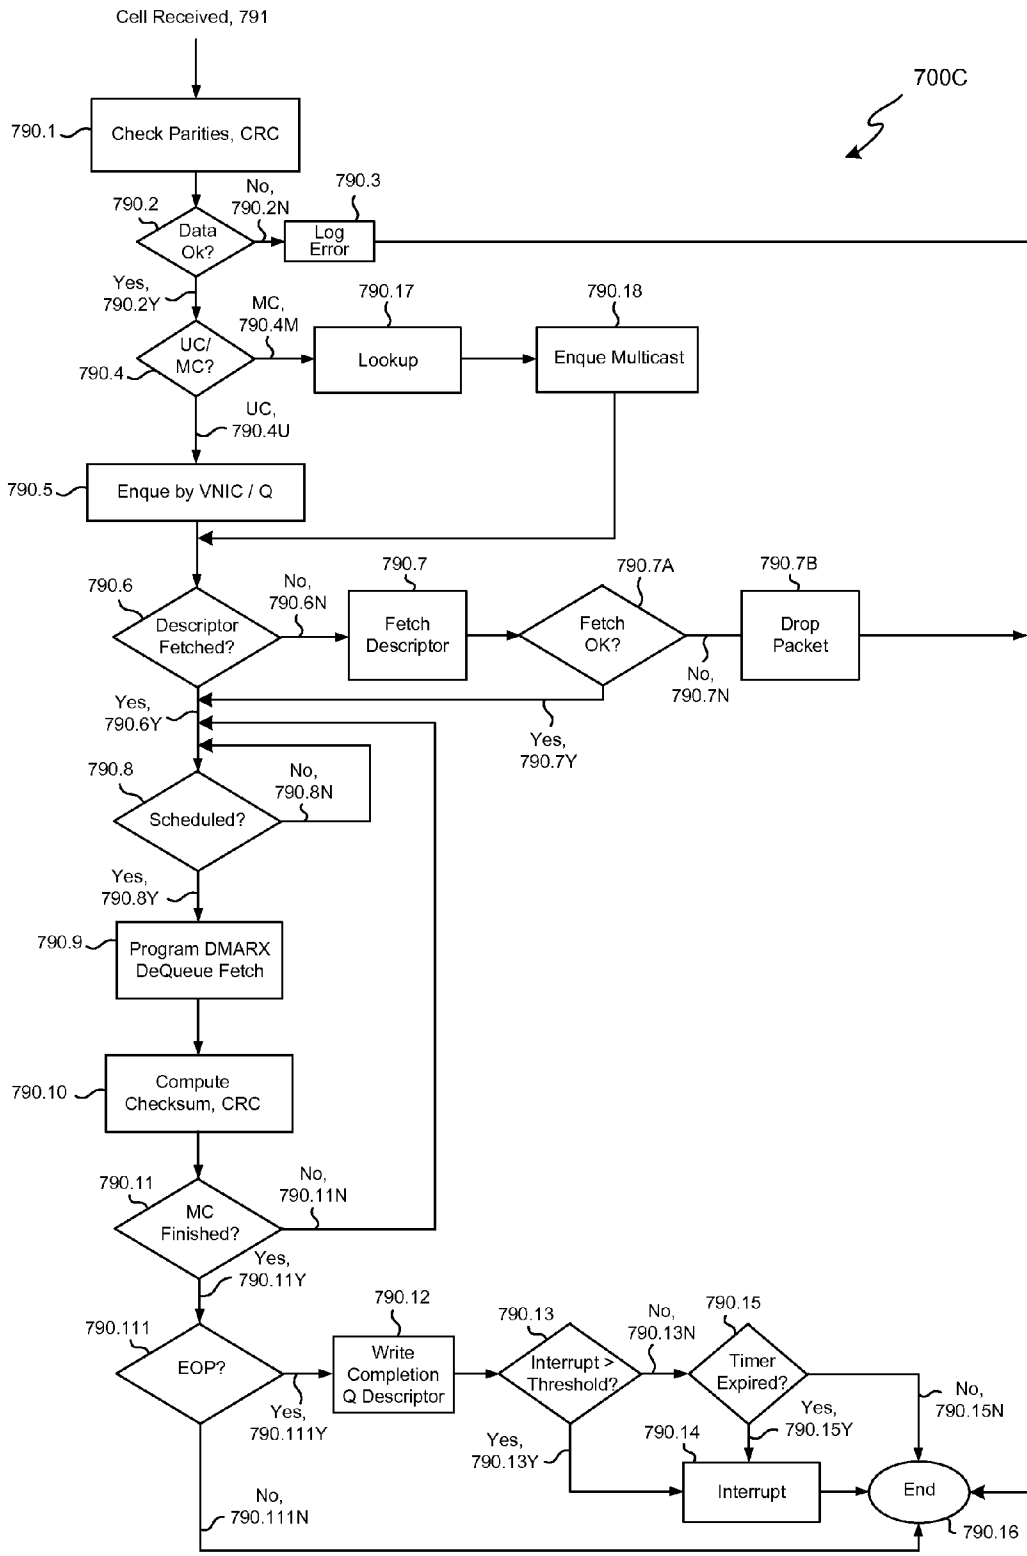 Cell Received, 791
700C
790.1
Check Parities, CRC
790.2
Data
Ok?
No,
790.2N
790.3
Log
Error
Yes,
790.2Y
UC/
MC?
790.4
MC,
790.4M
790.17
Lookup
790.18
Enque Multicast
UC,
790.4U
790.5
Enque by VNIC / Q
790.6
Descriptor
Fetched?
No,
790.6N
790.7
Fetch
Descriptor
790.7A
Fetch
OK?
No,
790.7N
790.7B
Drop
Packet
Yes,
790.6Y
Yes,
790.7Y
790.8
Scheduled?
No,
790.8N
Yes,
790.8Y
790.9
Program DMARX
DeQueue Fetch
790.10
Compute
Checksum, CRC
790.11
MC
Finished?
No,
790.11N
Yes,
790.11Y
790.111
EOP?
Yes,
790.111Y
790.12
Write
Completion
Q Descriptor
790.13
Interrupt >
Threshold?
No,
790.13N
790.15
Timer
Expired?
No,
790.15N
Yes,
790.13Y
Yes,
790.15Y
790.14
Interrupt
End
790.16
No,
790.111N